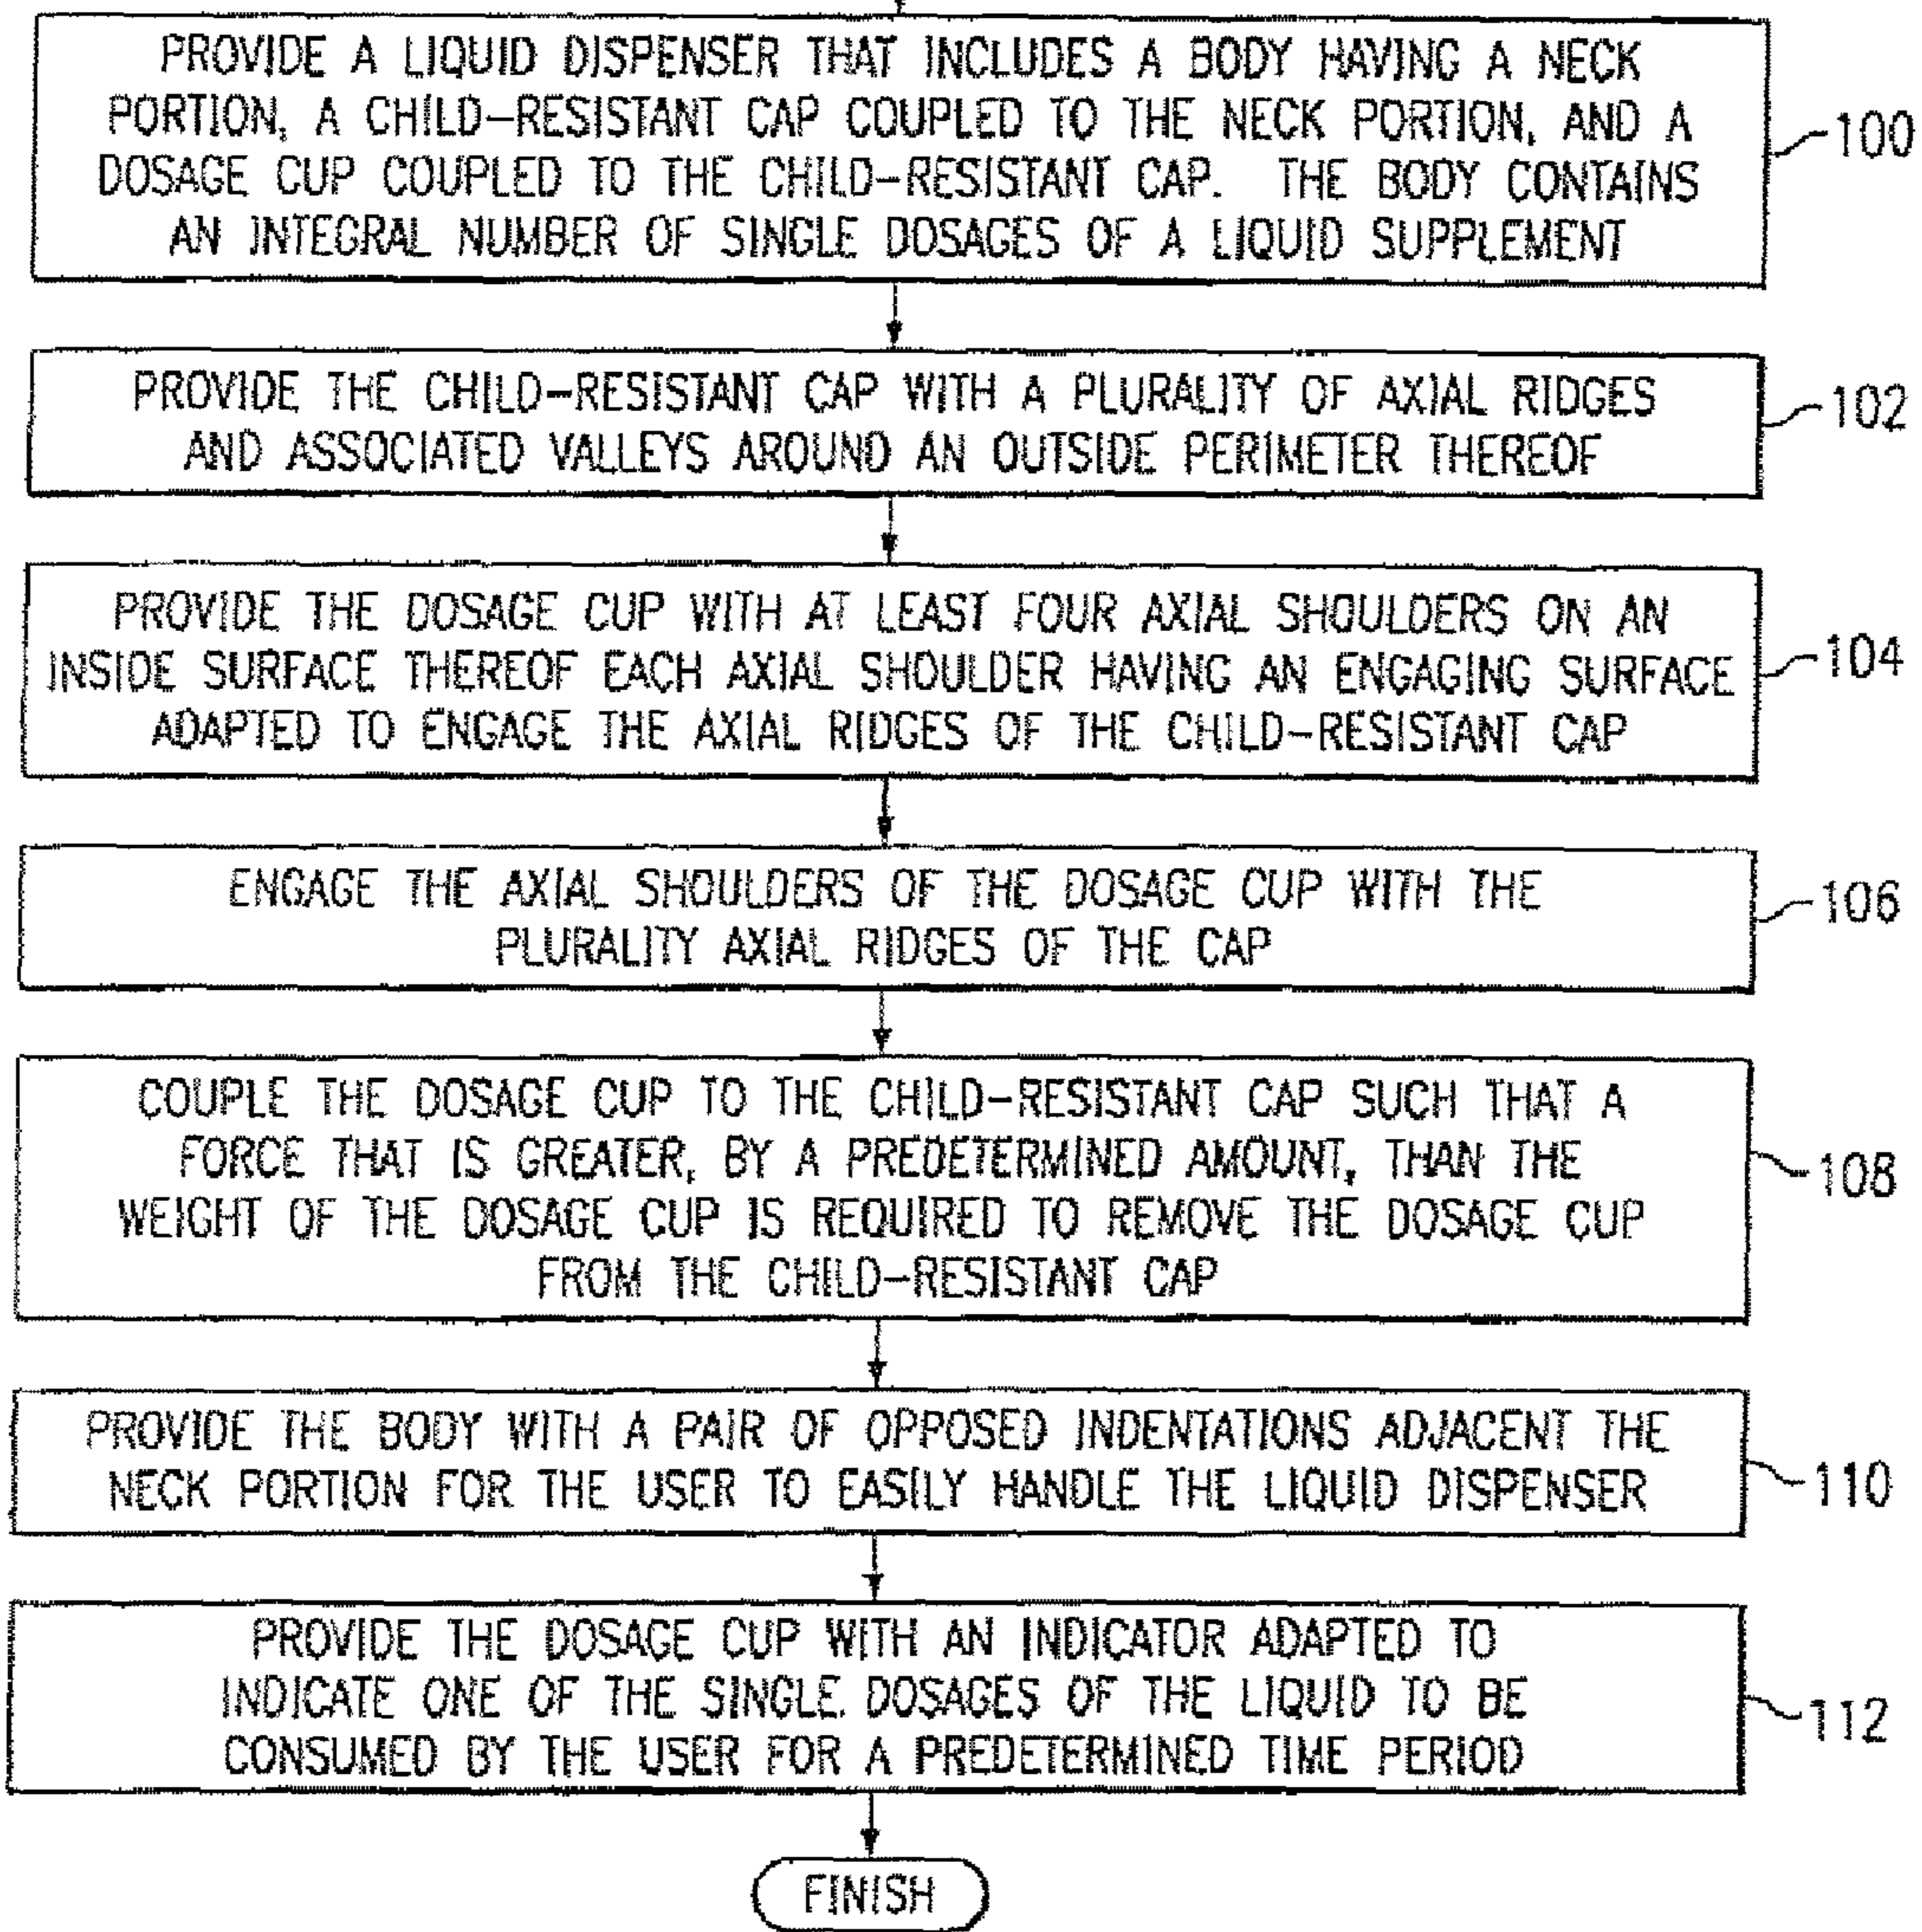 PROVIDE A LIQUID DISPENSER THAT INCLUDES A BODY HAVING A NECK
PORTION, A CHILD-RESISTANT CAP COUPLED TO THE NECK PORTION, AND A
DOSAGE CUP COUPLED TO THE CHILD-RESISTANT CAP. THE BODY CONTAINS
AN INTEGRAL NUMBER OF SINGLE DOSAGES OF A LIQUID SUPPLEMENT
100
PROVIDE THE CHILD-RESISTANT CAP WITH A PLURALITY OF AXIAL RIDGES
AND ASSOCIATED VALLEYS AROUND AN OUTSIDE PERIMETER THEREOF
102
PROVIDE THE DOSAGE CUP WITH AT LEAST FOUR AXIAL SHOULDERS ON AN
INSIDE SURFACE THEREOF EACH AXIAL SHOULDER HAVING AN ENGAGING SURFACE
ADAPTED TO ENGAGE THE AXIAL RIDGES OF THE CHILD-RESISTANT CAP
104
ENGAGE THE AXIAL SHOULDERS OF THE DOSAGE CUP WITH THE
PLURALITY AXIAL RIDGES OF THE CAP
106
COUPLE THE DOSAGE CUP TO THE CHILD-RESISTANT CAP SUCH THAT A
FORCE THAT IS GREATER, BY A PREDETERMINED AMOUNT, THAN THE
WEIGHT OF THE DOSAGE CUP IS REQUIRED TO REMOVE THE DOSAGE CUP
FROM THE CHILD-RESISTANT CAP
108
PROVIDE THE BODY WITH A PAIR OF OPPOSED INDENTATIONS ADJACENT THE
NECK PORTION FOR THE USER TO EASILY HANDLE THE LIQUID DISPENSER
110
PROVIDE THE DOSAGE CUP WITH AN INDICATOR ADAPTED TO
INDICATE ONE OF THE SINGLE. DOSAGES OF THE LIQUID TO BE
CONSUMED BY THE USER FOR A PREDETERMINED TIME PERIOD
112
FINISH